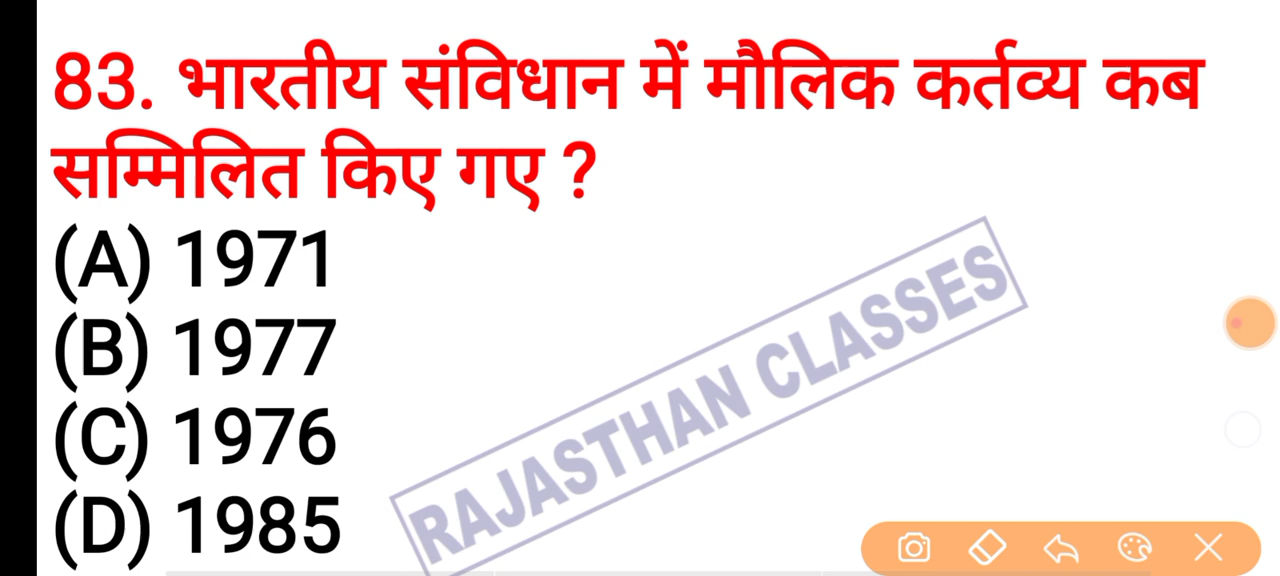 83. भारतीय संविधान में मौलिक कर्तव्य कब
सम्मिलित किए गए ?
(A) 1971
(B) 1977
(C) 1976
(D) 1985
RAJASTHAN CLASSES